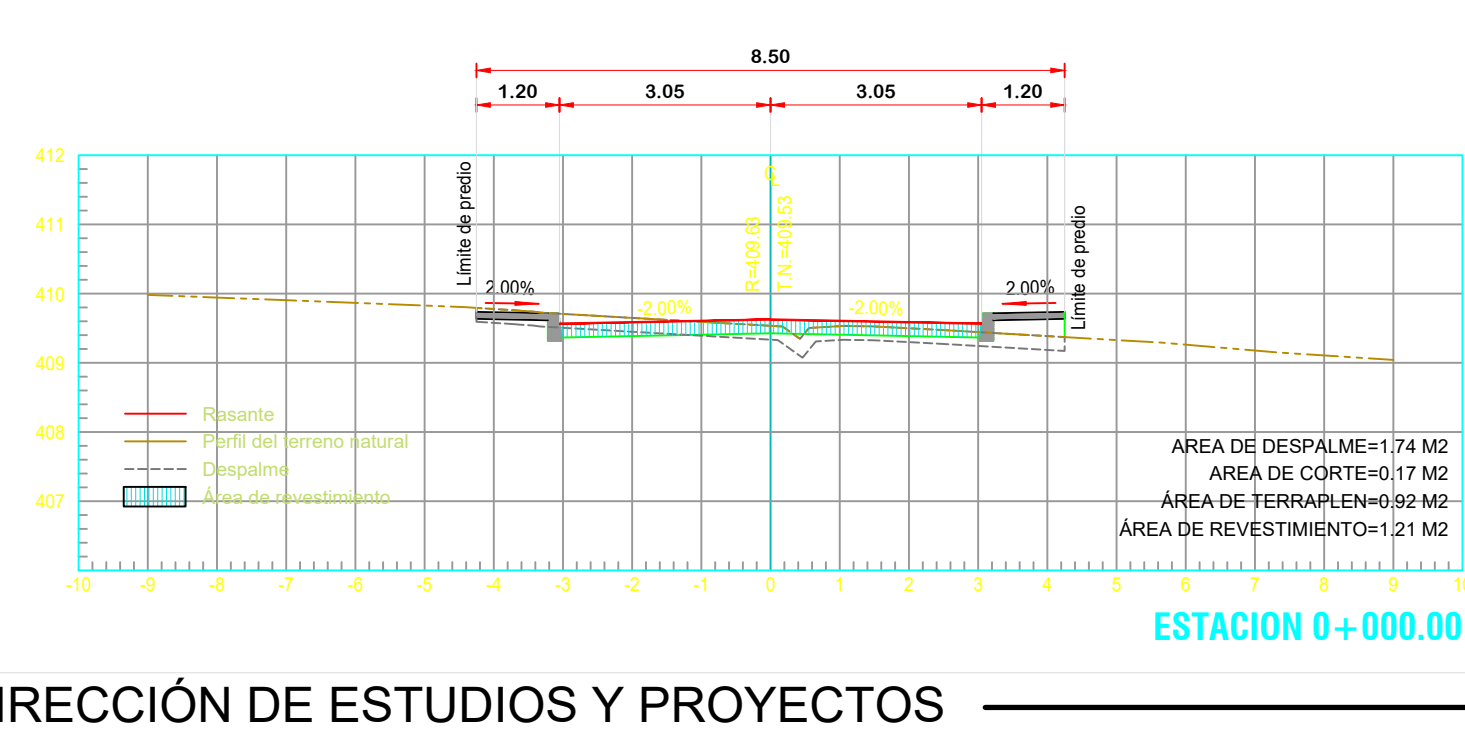 8.50
1.20 3.05 3.05 1.20
412
411
410
409
408
407
Límite de predio
Límite de predio
C
L
R=409.63
T.N.=409.53
2.00%
-2.00%
-2.00%
2.00%
Rasante
Perfil del terreno natural
Despalme
Área de revestimiento
AREA DE DESPALME=1.74 M2
AREA DE CORTE=0.17 M2
ÁREA DE TERRAPLEN=0.92 M2
ÁREA DE REVESTIMIENTO=1.21 M2
-10 -9 -8 -7 -6 -5 -4 -3 -2 -1 0 1 2 3 4 5 6 7 8 9 10
ESTACION 0+000.00
IRECCIÓN DE ESTUDIOS Y PROYECTOS